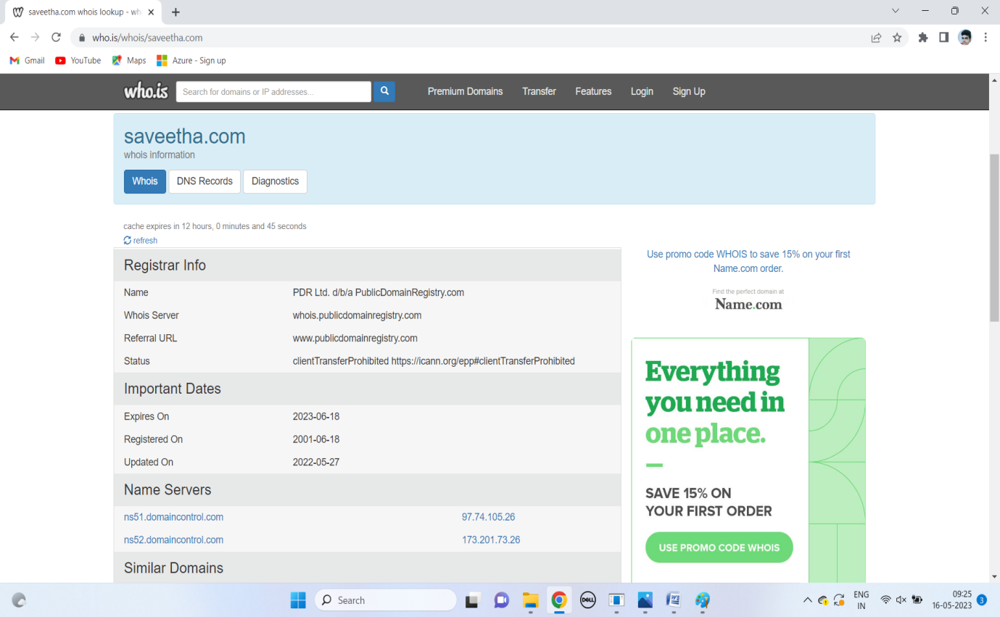 saveetha.com whois lookup - wh
who.is/whois/saveetha.com
Gmail YouTube Maps Azure - Sign up
who.is Search for domains or IP addresses... Premium Domains Transfer Features Login Sign Up
saveetha.com
whois information
Whois DNS Records Diagnostics
cache expires in 12 hours, 0 minutes and 45 seconds
refresh
Registrar Info
Name PDR Ltd. d/b/a PublicDomainRegistry.com
Whois Server whois.publicdomainregistry.com
Referral URL www.publicdomainregistry.com
Status clientTransferProhibited https://icann.org/epp#clientTransferProhibited
Important Dates
Expires On 2023-06-18
Registered On 2001-06-18
Updated On 2022-05-27
Name Servers
ns51.domaincontrol.com 97.74.105.26
ns52.domaincontrol.com 173.201.73.26
Similar Domains
Use promo code WHOIS to save 15% on your first
Name.com order.
Find the perfect domain at
Name.com
Everything
you need in
one place.
SAVE 15% ON
YOUR FIRST ORDER
USE PROMO CODE WHOIS
Search
DELL
ENG
IN
09:25
16-05-2023
3